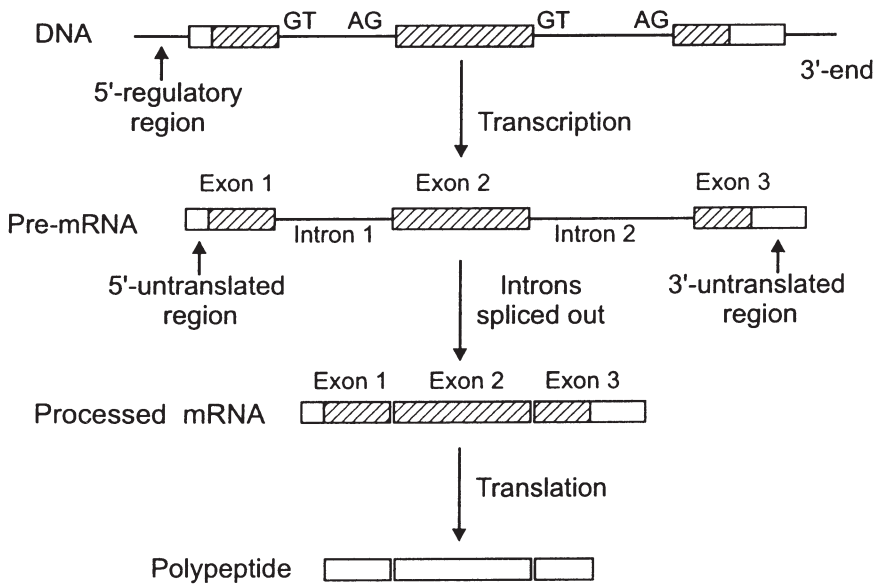 DNA
GT AG GT AG
3'-end
5'-regulatory
region
Transcription
Exon 1 Exon 2 Exon 3
Pre-mRNA
Intron 1 Intron 2
5'-untranslated
region
Introns
spliced out
3'-untranslated
region
Exon 1 Exon 2 Exon 3
Processed mRNA
Translation
Polypeptide